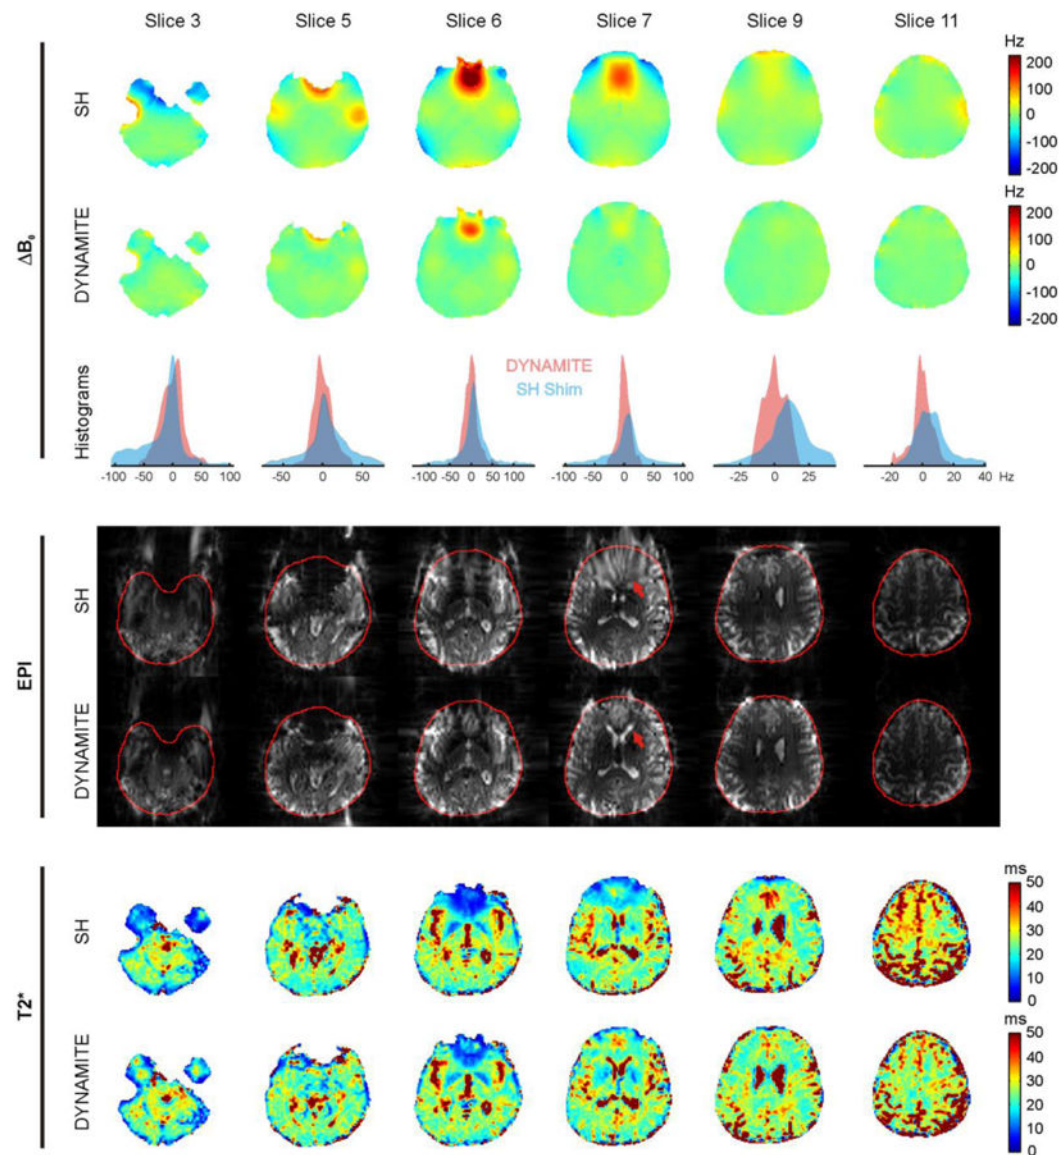 Slice 3 Slice 5 Slice 6 Slice 7 Slice 9 Slice 11
Hz
SH
200
100
0
-100
-200
ΔB₀
Hz
DYNAMITE
200
100
0
-100
-200
Histograms
DYNAMITE
SH Shim
-100 -50 0 50 100
-50 0 50
-100 -50 0 50 100
-100 -50 0 50 100
-25 0 25
-20 0 20 40 Hz
EPI
SH
DYNAMITE
T2*
ms
SH
50
40
30
20
10
0
ms
DYNAMITE
50
40
30
20
10
0